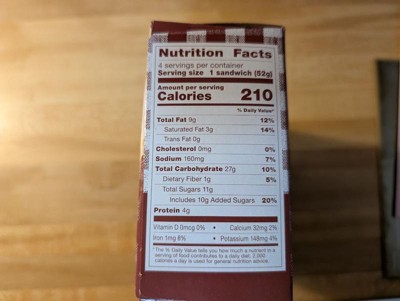 Nutrition Facts
4 servings per container
Serving size 1 sandwich (52g)
Amount per serving
Calories 210
% Daily Value*
Total Fat 9g 12%
Saturated Fat 3g 14%
Trans Fat 0g
Cholesterol 0mg 0%
Sodium 160mg 7%
Total Carbohydrate 27g 10%
Dietary Fiber 1g 5%
Total Sugars 11g
Includes 10g Added Sugars 20%
Protein 4g
Vitamin D 0mcg 0% • Calcium 32mg 2%
Iron 1mg 8% • Potassium 148mg 4%
*The % Daily Value tells you how much a nutrient in a
serving of food contributes to a daily diet. 2,000
calories a day is used for general nutrition advice.